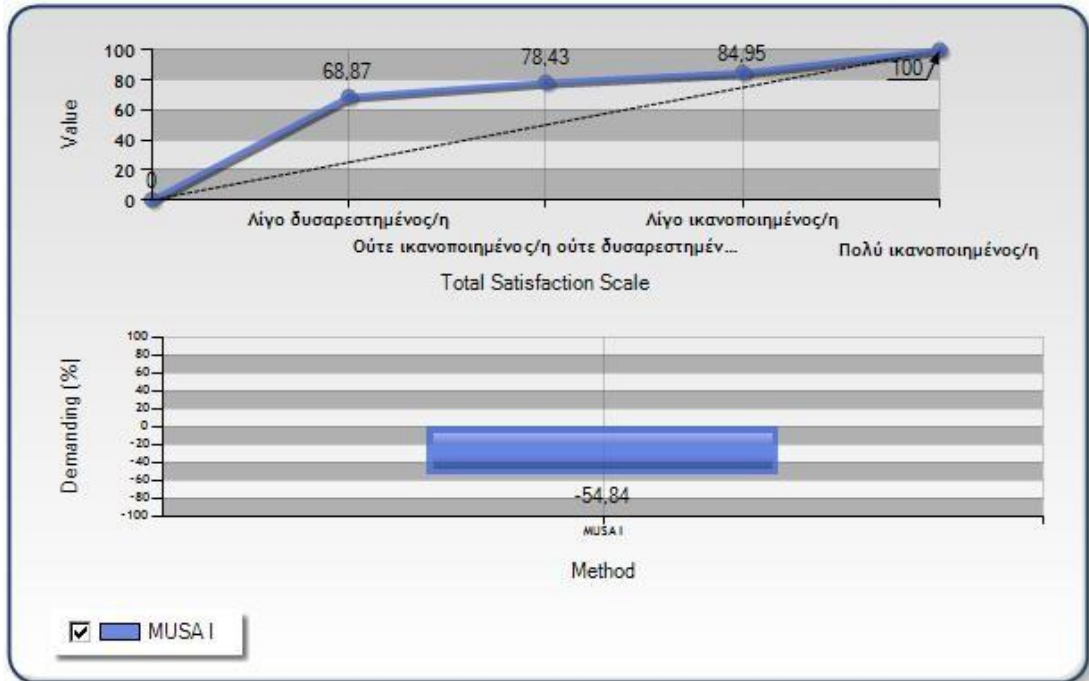 Value
100
80
60
40
20
0
0
68,87
78,43
84,95
100
Λίγο δυσαρεστημένος/η
Ούτε ικανοποιημένος/η ούτε δυσαρεστημέν...
Λίγο ικανοποιημένος/η
Πολύ ικανοποιημένος/η
Total Satisfaction Scale
Demanding (%)
100
80
60
40
20
0
-20
-40
-60
-80
-100
-54,84
MUSA I
Method
MUSA I